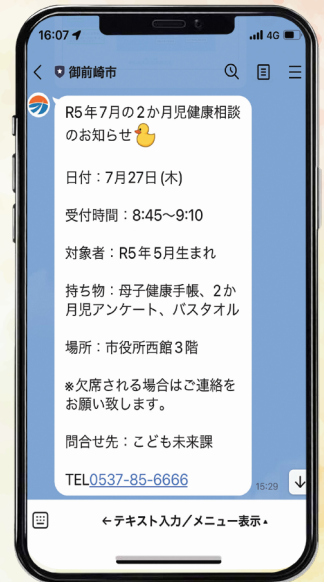 16:07
4G
御前崎市
R5年7月の2か月児健康相談
のお知らせ
日付：7月27日(木)
受付時間：8:45〜9:10
対象者：R5年5月生まれ
持ち物：母子健康手帳、2か
月児アンケート、バスタオル
場所：市役所西館3階
※欠席される場合はご連絡を
お願い致します。
問合せ先：こども未来課
TEL0537-85-6666
15:29
←テキスト入力／メニュー表示▲